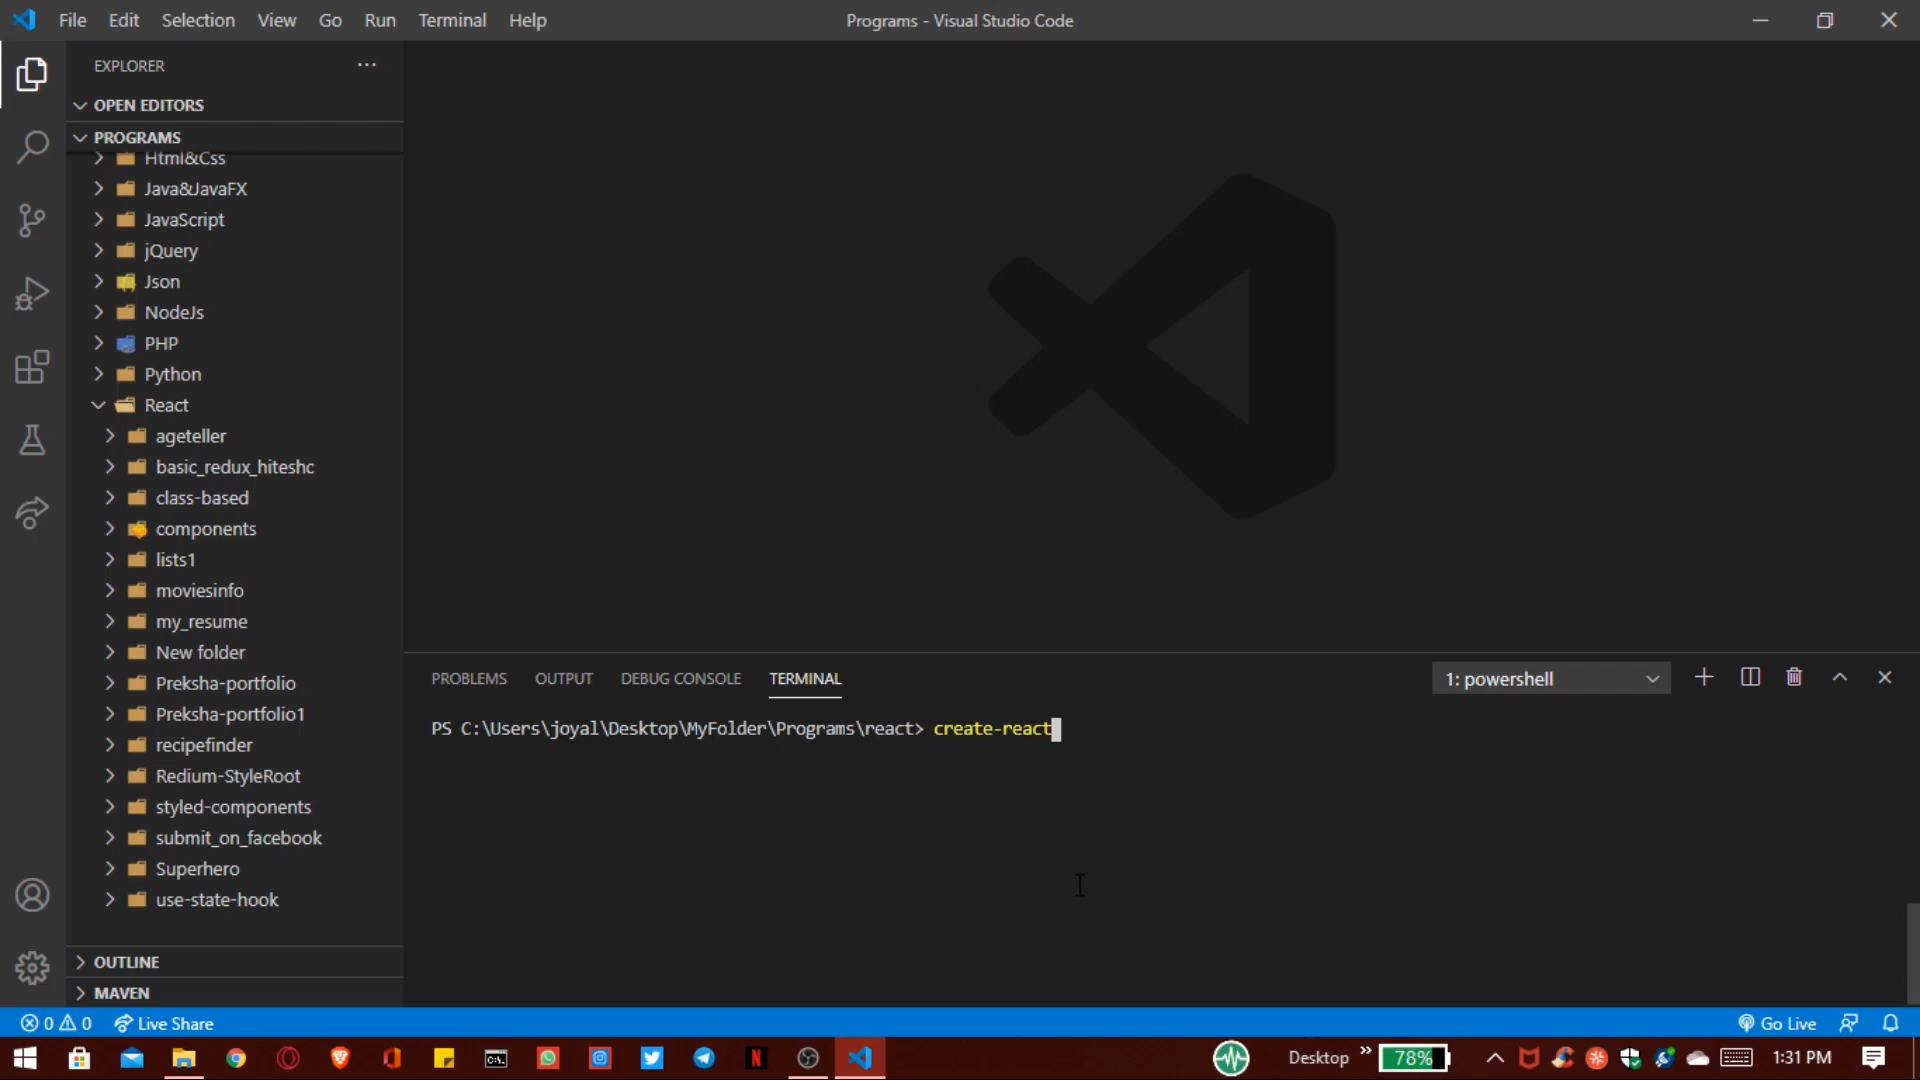 File Edit Selection View Go Run Terminal Help
Programs - Visual Studio Code
EXPLORER
OPEN EDITORS
PROGRAMS
Html&Css
Java&JavaFX
JavaScript
jQuery
Json
NodeJs
PHP
Python
React
ageteller
basic_redux_hiteshc
class-based
components
lists1
moviesinfo
my_resume
New folder
Preksha-portfolio
Preksha-portfolio1
recipefinder
Redium-StyleRoot
styled-components
submit_on_facebook
Superhero
use-state-hook
OUTLINE
MAVEN
PROBLEMS OUTPUT DEBUG CONSOLE TERMINAL 1: powershell
PS C:\Users\joyal\Desktop\MyFolder\Programs\react> create-react
0 0 Live Share Go Live
C:\. N Desktop » 78% 1:31 PM